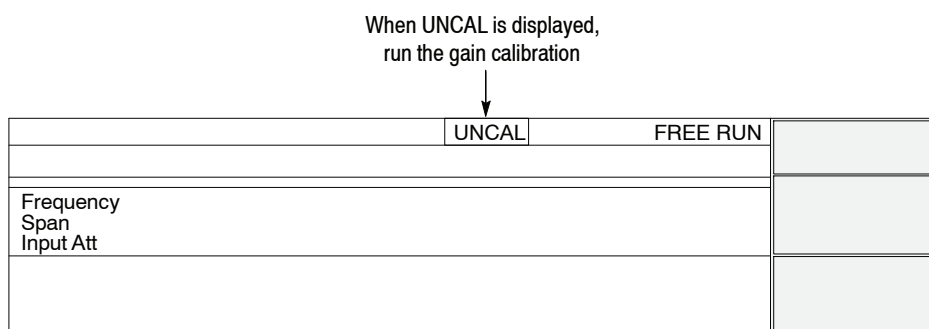 When UNCAL is displayed,
run the gain calibration
UNCAL FREE RUN
Frequency
Span
Input Att